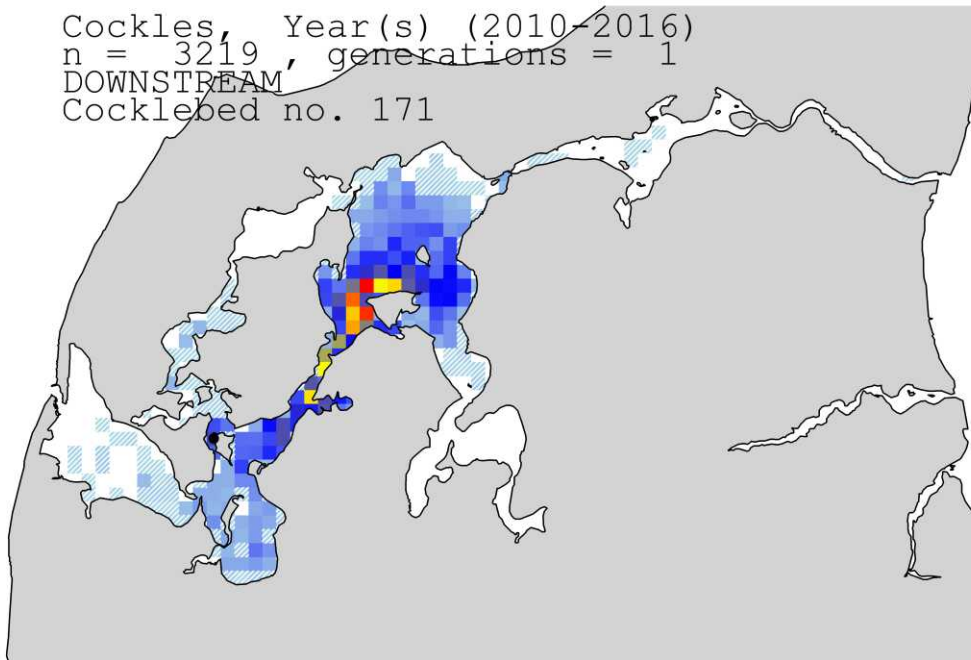 Cockles, Year(s) (2010-2016)
n = 3219 , generations = 1
DOWNSTREAM
Cocklebed no. 171